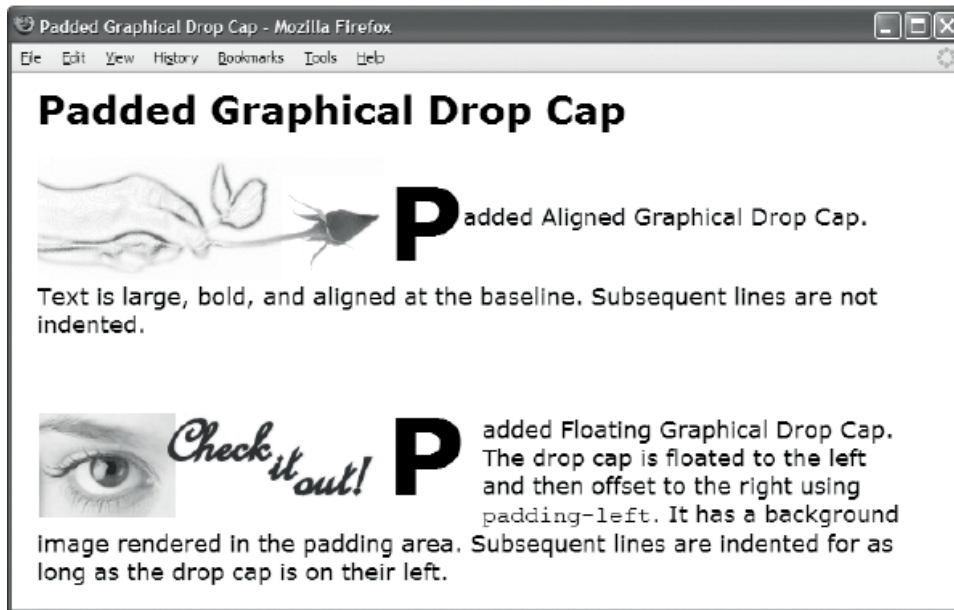 Padded Graphical Drop Cap - Mozilla Firefox
File Edit View History Bookmarks Tools Help
Padded Graphical Drop Cap
Padded Aligned Graphical Drop Cap.
Text is large, bold, and aligned at the baseline. Subsequent lines are not
indented.
Check it out!
Padded Floating Graphical Drop Cap.
The drop cap is floated to the left
and then offset to the right using
padding-left. It has a background
image rendered in the padding area. Subsequent lines are indented for as
long as the drop cap is on their left.